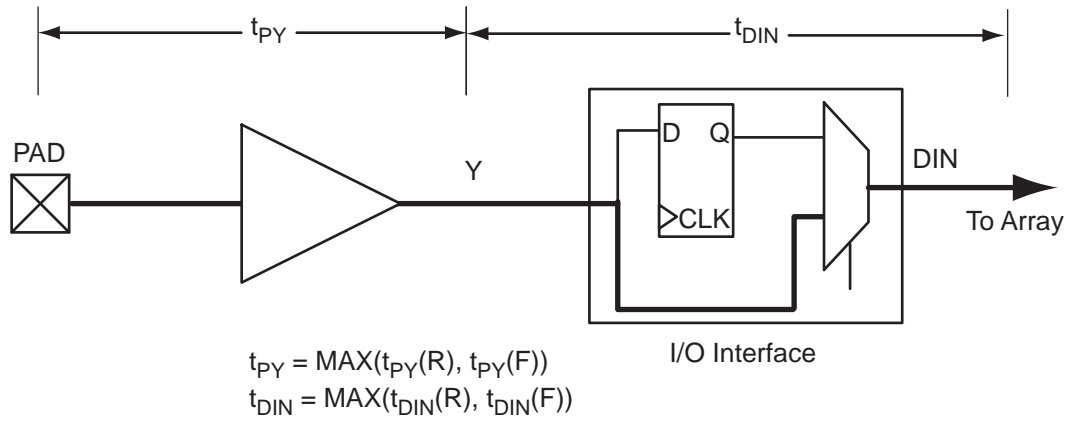 tPY
tDIN
PAD
Y
D Q
CLK
DIN
To Array
I/O Interface
tPY = MAX(tPY(R), tPY(F))
tDIN = MAX(tDIN(R), tDIN(F))